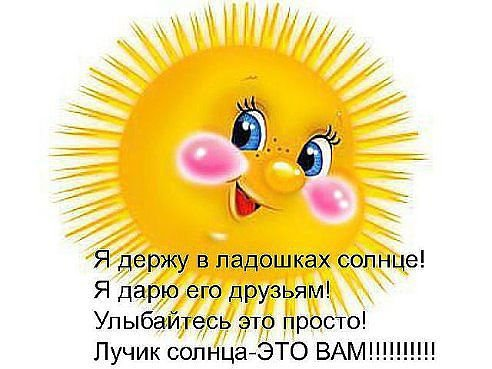 Я держу в ладошках солнце!
Я дарю его друзьям!
Улыбайтесь это просто!
Лучик солнца-ЭТО ВАМ!!!!!!!!!!